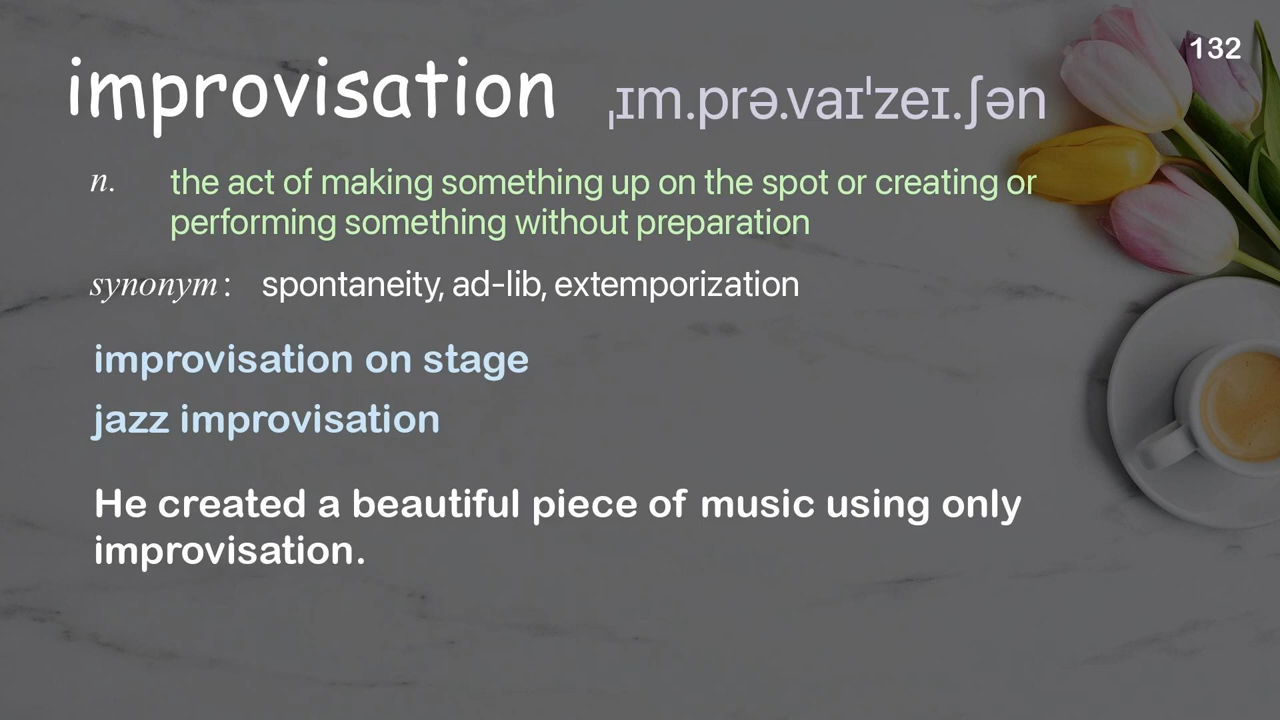 132
improvisation ˌɪm.prə.vaɪˈzeɪ.ʃən
n. the act of making something up on the spot or creating or
performing something without preparation
synonym : spontaneity, ad-lib, extemporization
improvisation on stage
jazz improvisation
He created a beautiful piece of music using only
improvisation.